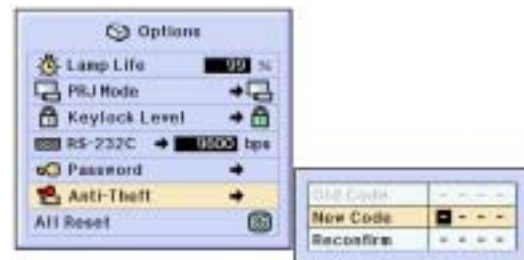 Options
Lamp Life 99 %
PRJ Mode
Keylock Level
RS-232C 9600 bps
Password
Anti-Theft
All Reset
Old Code - - - -
New Code - - - -
Reconfirm - - - -